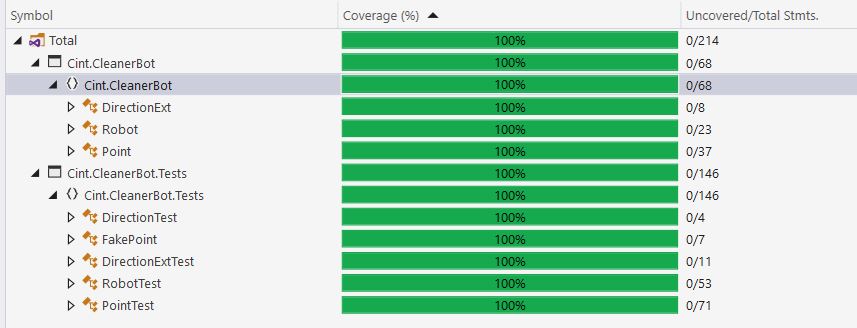 Symbol Coverage (%) Uncovered/Total Stmts.
Total 100% 0/214
Cint.CleanerBot 100% 0/68
Cint.CleanerBot 100% 0/68
DirectionExt 100% 0/8
Robot 100% 0/23
Point 100% 0/37
Cint.CleanerBot.Tests 100% 0/146
Cint.CleanerBot.Tests 100% 0/146
DirectionTest 100% 0/4
FakePoint 100% 0/7
DirectionExtTest 100% 0/11
RobotTest 100% 0/53
PointTest 100% 0/71